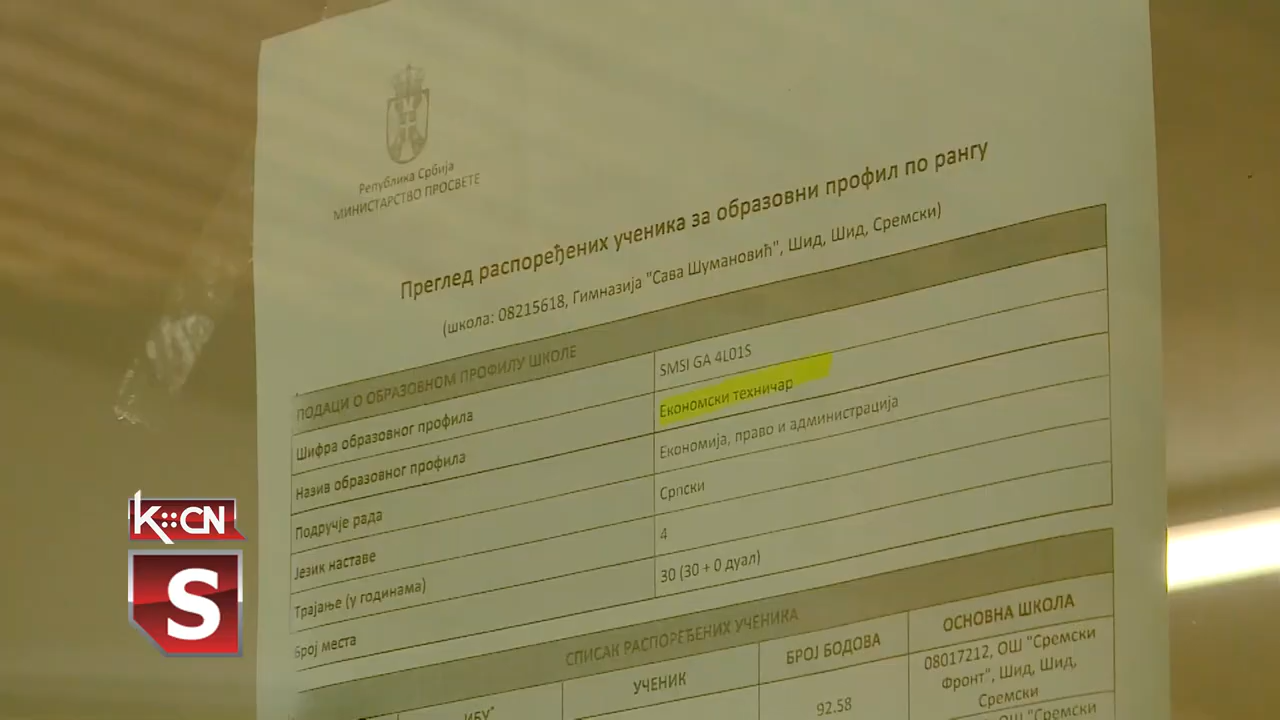 Република Србија
МИНИСТАРСТВО ПРОСВЕТЕ
Преглед распоређених ученика за образовни профил по рангу
(школа: 08215618, Гимназија "Сава Шумановић", Шид, Шид, Сремски)
ПОДАЦИ О ОБРАЗОВНОМ ПРОФИЛУ ШКОЛЕ
Шифра образовног профила SMSI GA 4L01S
Назив образовног профила Економски техничар
Подручје рада Економија, право и администрација
Језик наставе Српски
Трајање (у годинама) 4
Број места 30 (30 + 0 дуал)
СПИСАК РАСПОРЕЂЕНИХ УЧЕНИКА
ИБУ* УЧЕНИК БРОЈ БОДОВА ОСНОВНА ШКОЛА
92.58 08017212, ОШ "Сремски
Фронт", Шид, Шид,
Сремски
ОШ "Сремски
K::CN
S